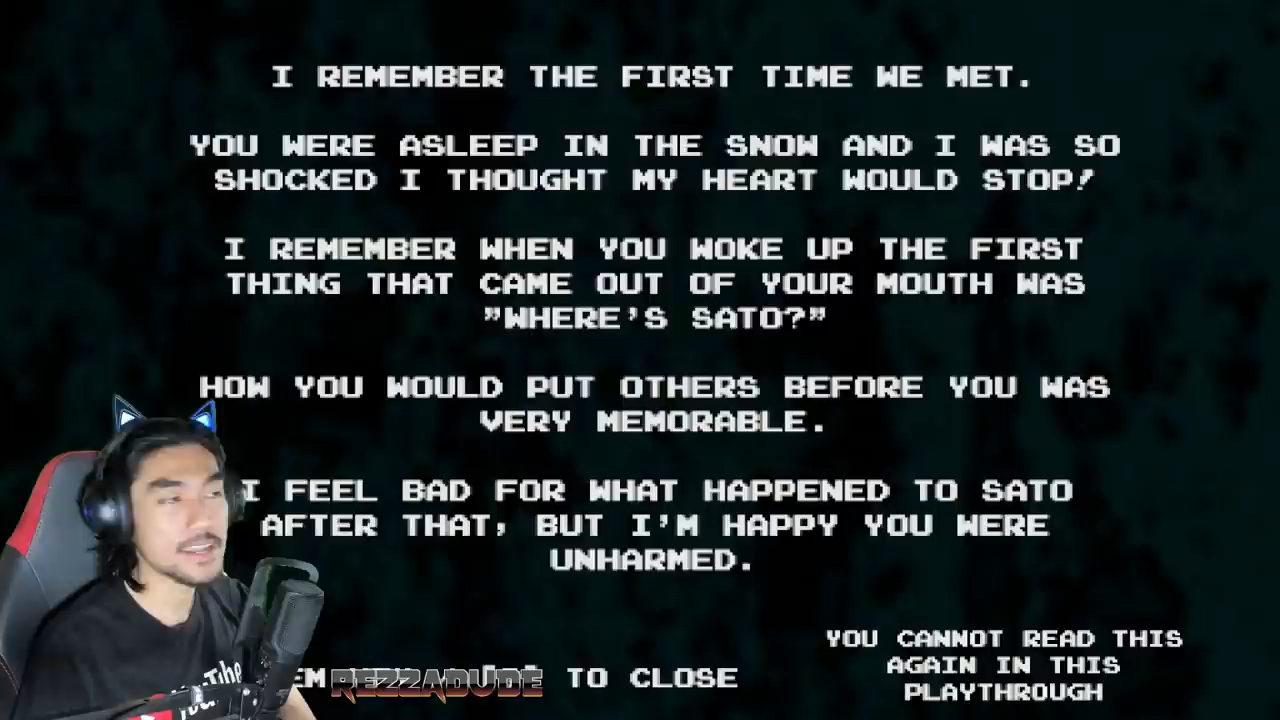 I REMEMBER THE FIRST TIME WE MET.
YOU WERE ASLEEP IN THE SNOW AND I WAS SO
SHOCKED I THOUGHT MY HEART WOULD STOP!
I REMEMBER WHEN YOU WOKE UP THE FIRST
THING THAT CAME OUT OF YOUR MOUTH WAS
"WHERE'S SATO?"
HOW YOU WOULD PUT OTHERS BEFORE YOU WAS
VERY MEMORABLE.
I FEEL BAD FOR WHAT HAPPENED TO SATO
AFTER THAT, BUT I'M HAPPY YOU WERE
UNHARMED.
YOU CANNOT READ THIS
AGAIN IN THIS
PLAYTHROUGH
TO CLOSE
REZZADUDE